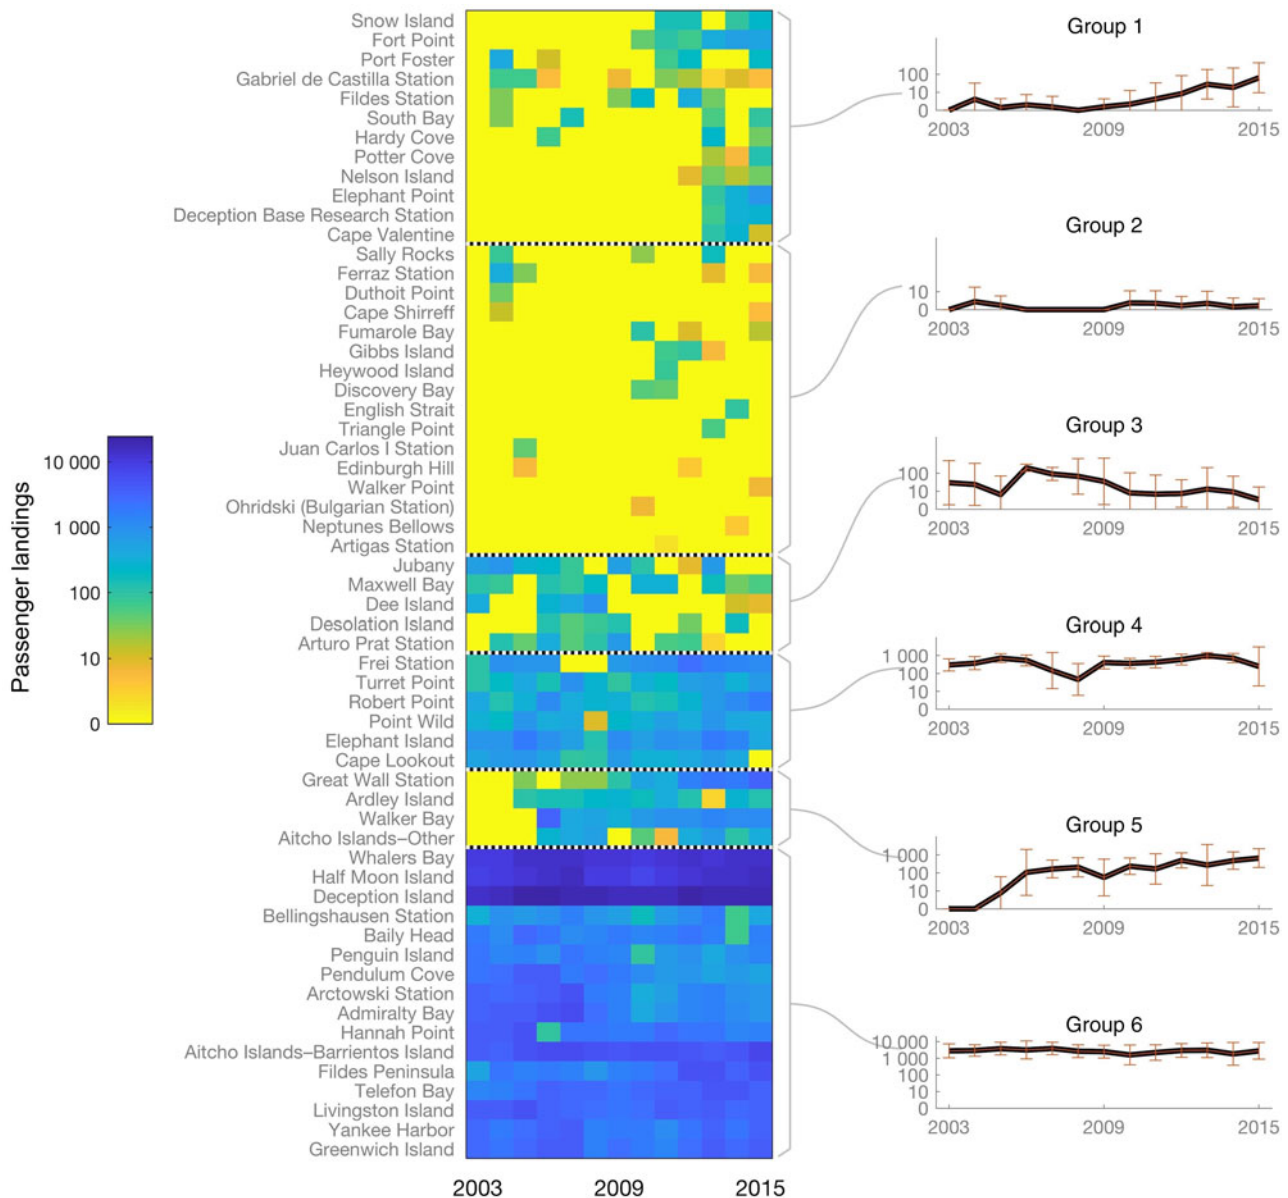 Snow Island
Fort Point
Port Foster
Gabriel de Castilla Station
Fildes Station
South Bay
Hardy Cove
Potter Cove
Nelson Island
Elephant Point
Deception Base Research Station
Cape Valentine
Sally Rocks
Ferraz Station
Duthoit Point
Cape Shirreff
Fumarole Bay
Gibbs Island
Heywood Island
Discovery Bay
English Strait
Triangle Point
Juan Carlos I Station
Edinburgh Hill
Walker Point
Ohridski (Bulgarian Station)
Neptunes Bellows
Artigas Station
Jubany
Maxwell Bay
Dee Island
Desolation Island
Arturo Prat Station
Frei Station
Turret Point
Robert Point
Point Wild
Elephant Island
Cape Lookout
Great Wall Station
Ardley Island
Walker Bay
Aitcho Islands–Other
Whalers Bay
Half Moon Island
Deception Island
Bellingshausen Station
Baily Head
Penguin Island
Pendulum Cove
Arctowski Station
Admiralty Bay
Hannah Point
Aitcho Islands–Barrientos Island
Fildes Peninsula
Telefon Bay
Livingston Island
Yankee Harbor
Greenwich Island
2003 2009 2015
Passenger landings
10 000
1 000
100
10
0
Group 1
100
10
0
2003 2009 2015
Group 2
10
0
2003 2009 2015
Group 3
100
10
0
2003 2009 2015
Group 4
1 000
100
10
0
2003 2009 2015
Group 5
1 000
100
10
0
2003 2009 2015
Group 6
10 000
1 000
100
10
0
2003 2009 2015